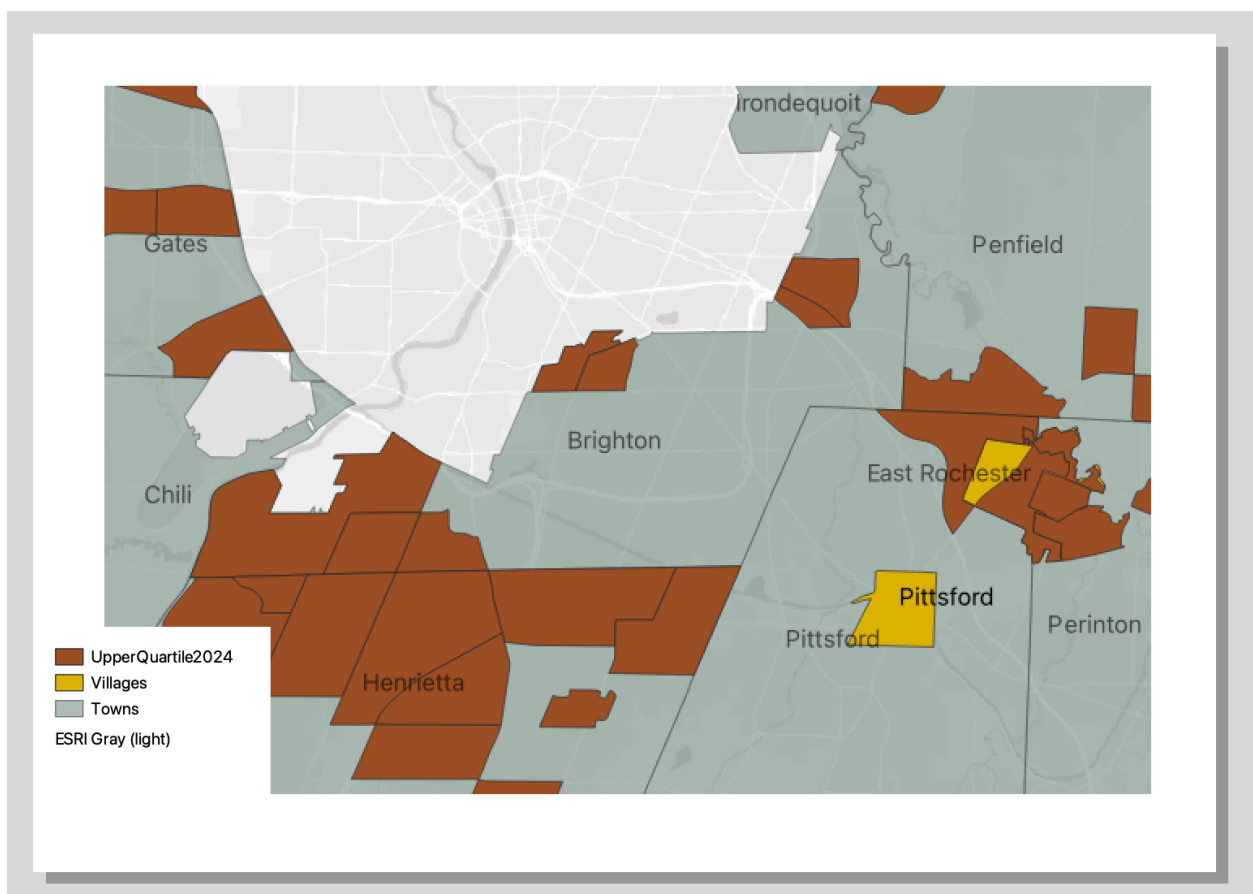 Irondequoit
Gates
Penfield
Brighton
East Rochester
Chili
Pittsford
Perinton
Pittsford
Henrietta
UpperQuartile2024
Villages
Towns
ESRI Gray (light)